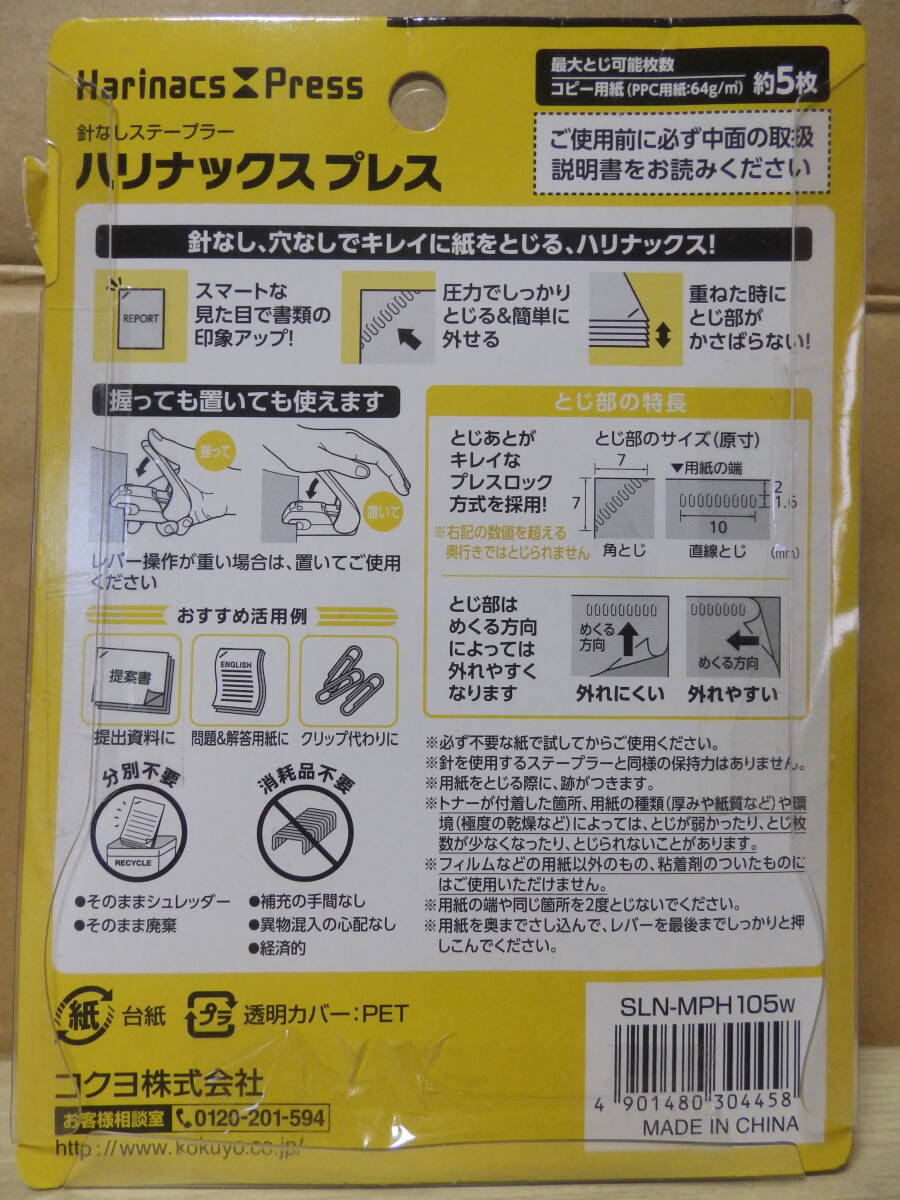 Harinacs Press
針なしステープラー
ハリナックス プレス
最大とじ可能枚数
コピー用紙(PPC用紙:64g/㎡) 約5枚
ご使用前に必ず中面の取扱
説明書をお読みください
針なし、穴なしでキレイに紙をとじる、ハリナックス!
REPORT
スマートな
見た目で書類の
印象アップ!
圧力でしっかり
とじる&簡単に
外せる
重ねた時に
とじ部が
かさばらない!
握っても置いても使えます
握って
置いて
レバー操作が重い場合は、置いてご使用
ください
おすすめ活用例
提案書
ENGLISH
提出資料に 問題&解答用紙に クリップ代わりに
分別不要
RECYCLE
●そのままシュレッダー
●そのまま廃棄
消耗品不要
●補充の手間なし
●異物混入の心配なし
●経済的
とじ部の特長
とじあとが
キレイな
プレスロック
方式を採用!
※右記の数値を超える
奥行きではとじられません
とじ部のサイズ(原寸)
7
7
角とじ
▼用紙の端
2
1.6
10
直線とじ (mm)
とじ部は
めくる方向
によっては
外れやすく
なります
めくる
方向
外れにくい
めくる方向
外れやすい
※必ず不要な紙で試してからご使用ください。
※針を使用するステープラーと同様の保持力はありません。
※用紙をとじる際に、跡がつきます。
※トナーが付着した箇所、用紙の種類(厚みや紙質など)や環
境(極度の乾燥など)によっては、とじが弱かったり、とじ枚
数が少なくなったり、とじられないことがあります。
※フィルムなどの用紙以外のもの、粘着剤のついたものに
はご使用いただけません。
※用紙の端や同じ箇所を2度とじないでください。
※用紙を奥までさし込んで、レバーを最後までしっかりと押
しこんでください。
紙 台紙 プラ 透明カバー:PET
コクヨ株式会社
お客様相談室 0120-201-594
http://www.kokuyo.co.jp/
SLN-MPH105W
4 901480 304458
MADE IN CHINA